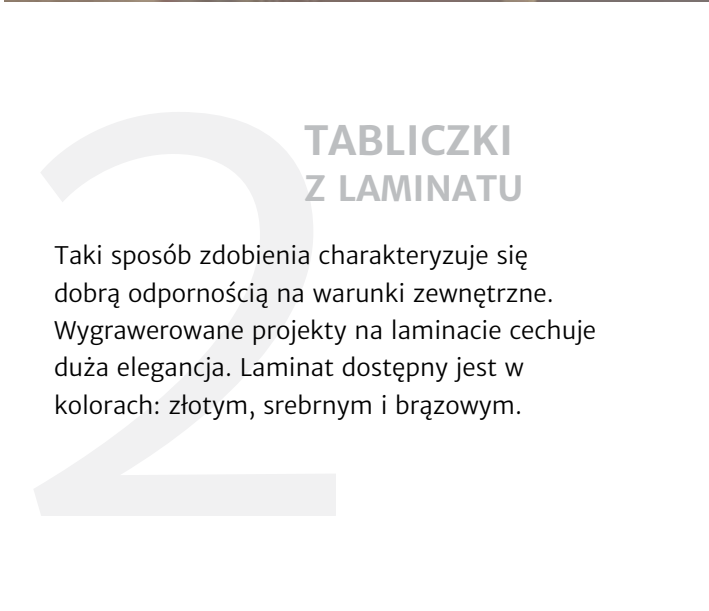 2
TABLICZKI
Z LAMINATU
Taki sposób zdobienia charakteryzuje się
dobrą odpornością na warunki zewnętrzne.
Wygrawerowane projekty na laminacie cechuje
duża elegancja. Laminat dostępny jest w
kolorach: złotym, srebrnym i brązowym.